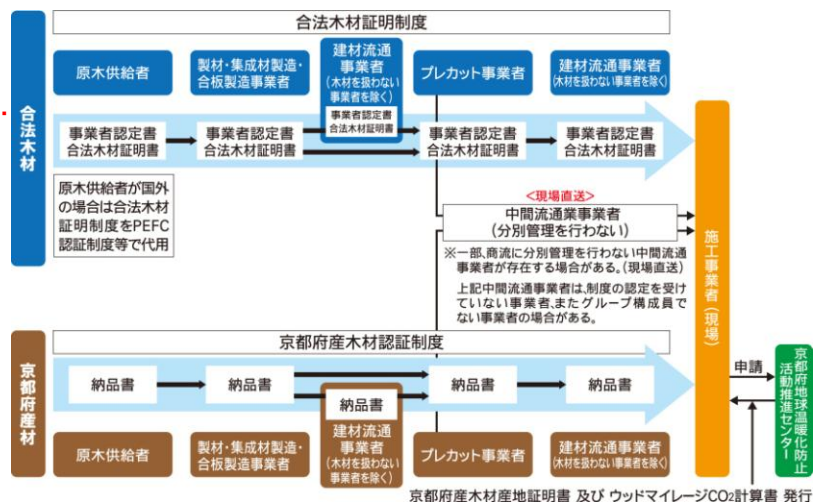 合法木材証明制度
合法木材
原木供給者
製材・集成材製造・
合板製造事業者
建材流通
事業者
(木材を扱わない
事業者を除く)
プレカット事業者
建材流通事業者
(木材を扱わない事業者を除く)
事業者認定書
合法木材証明書
事業者認定書
合法木材証明書
事業者認定書
合法木材証明書
事業者認定書
合法木材証明書
事業者認定書
合法木材証明書
原木供給者が国外
の場合は合法木材
証明制度をPEFC
認証制度等で代用
<現場直送>
中間流通業事業者
(分別管理を行わない)
※一部、商流に分別管理を行わない中間流通
事業者が存在する場合がある。(現場直送)
上記中間流通事業者は、制度の認定を受け
ていない事業者、またグループ構成員で
ない事業者の場合がある。
施工事業者(現場)
京都府産木材認証制度
京都府産材
納品書
納品書
納品書
納品書
納品書
原木供給者
製材・集成材製造・
合板製造事業者
建材流通
事業者
(木材を扱わない
事業者を除く)
プレカット事業者
建材流通事業者
(木材を扱わない事業者を除く)
申請
京都府地球温暖化防止
活動推進センター
京都府産木材産地証明書 及び ウッドマイレージCO2計算書 発行